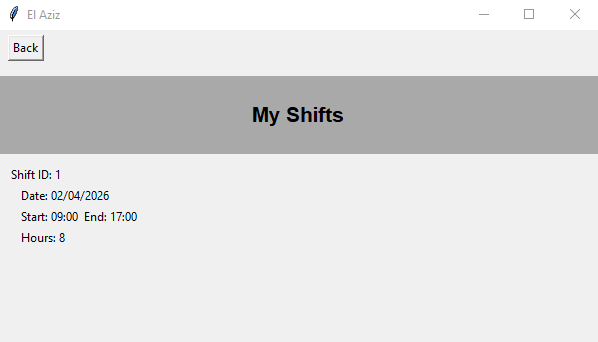 El Aziz
Back
My Shifts
Shift ID: 1
Date: 02/04/2026
Start: 09:00 End: 17:00
Hours: 8